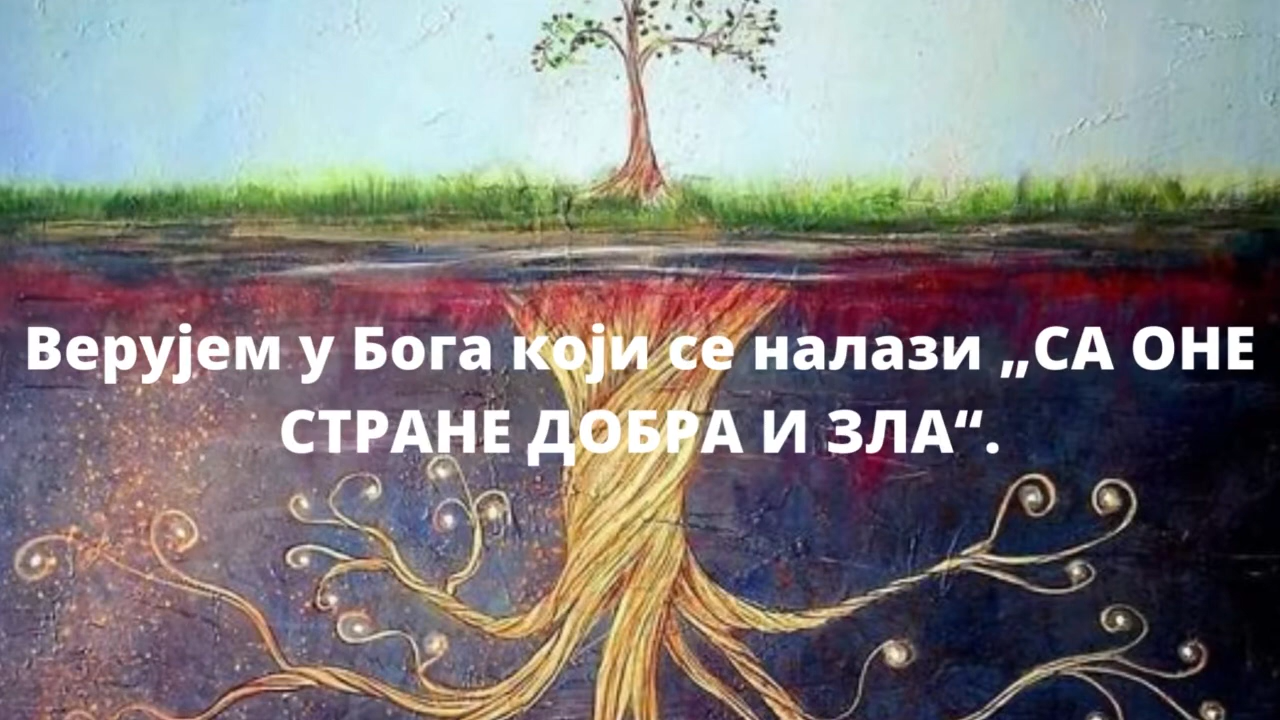 Верујем у Бога који се налази „СА ОНЕ
СТРАНЕ ДОБРА И ЗЛА“.